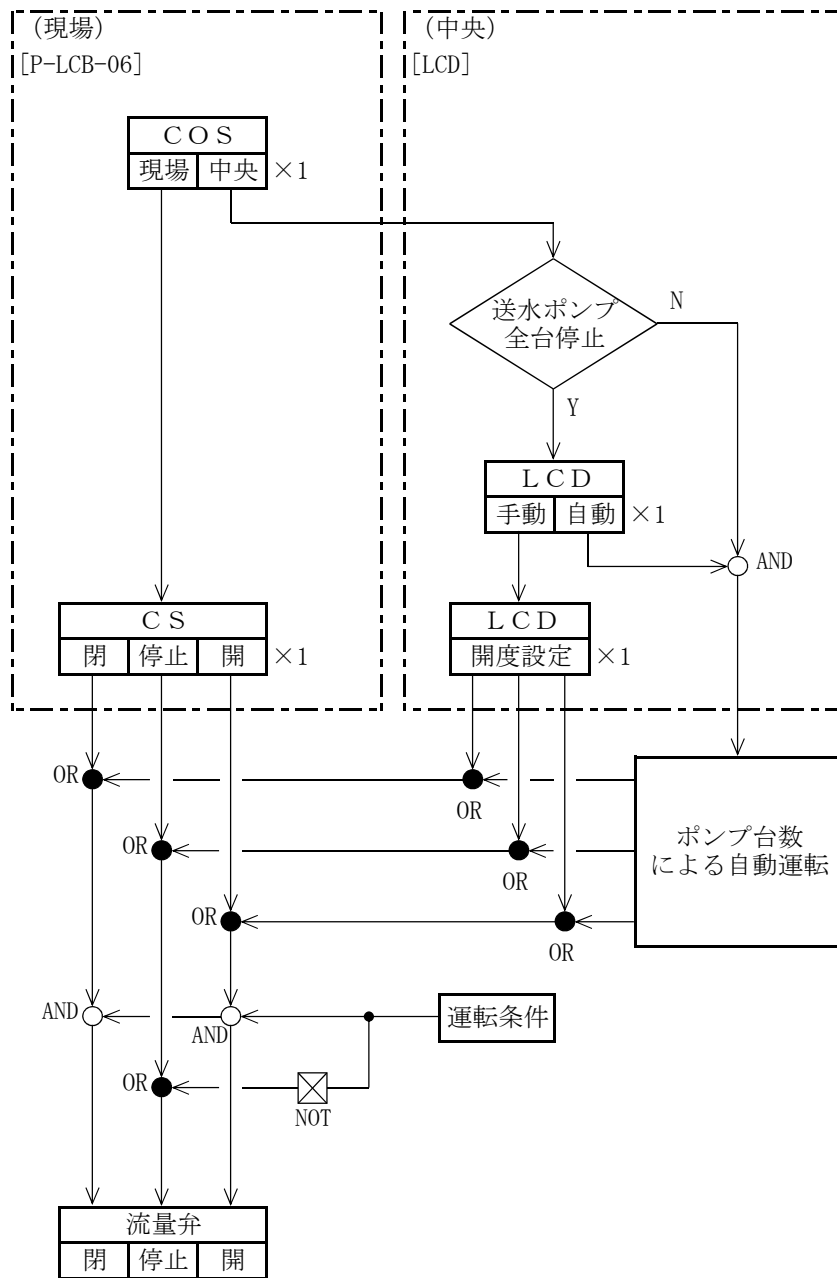 （現場）
[P-LCB-06]
（中央）
[LCD]
ＣＯＳ
現場 中央 ×1
送水ポンプ
全台停止
N
Y
ＬＣＤ
手動 自動 ×1
AND
ＣＳ
閉 停止 開 ×1
ＬＣＤ
開度設定 ×1
OR
OR
ポンプ台数
による自動運転
OR
OR
OR
OR
AND
AND
運転条件
OR
NOT
流量弁
閉 停止 開